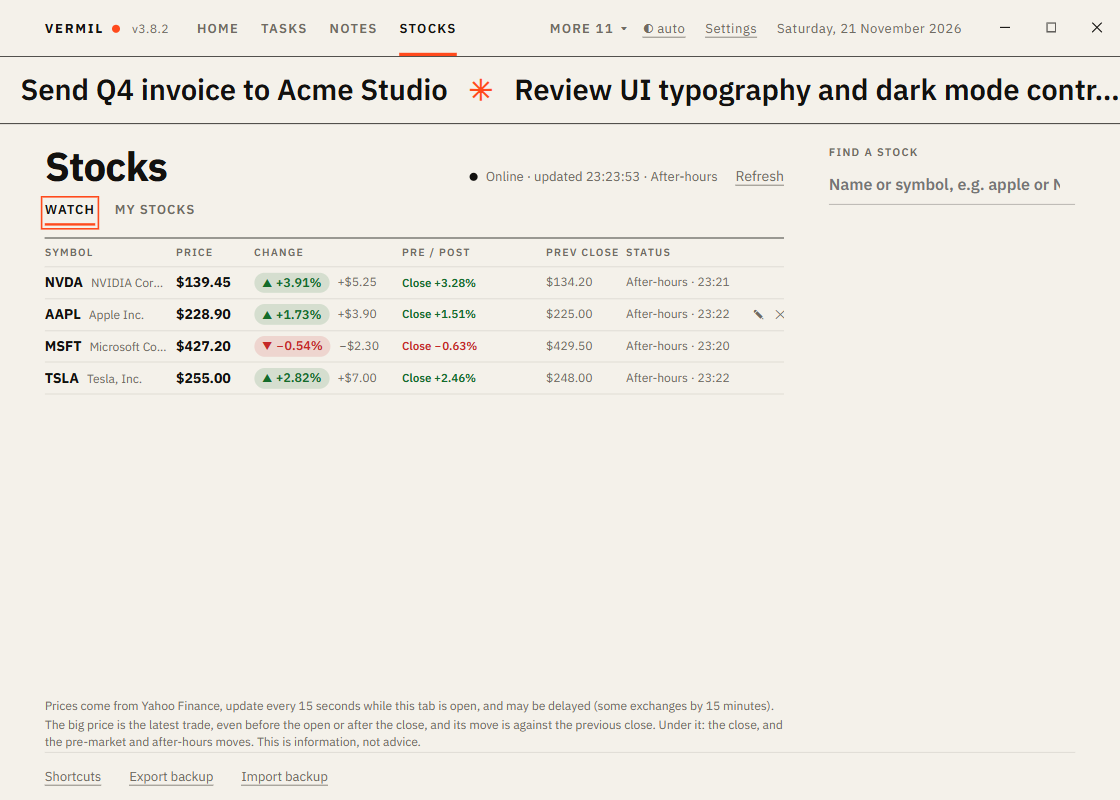 VERMIL v3.8.2 HOME TASKS NOTES STOCKS MORE 11 auto Settings Saturday, 21 November 2026
Send Q4 invoice to Acme Studio ✳ Review UI typography and dark mode contr...
Stocks
Online · updated 23:23:53 · After-hours Refresh
FIND A STOCK
Name or symbol, e.g. apple or
WATCH MY STOCKS
SYMBOL PRICE CHANGE PRE / POST PREV CLOSE STATUS
NVDA NVIDIA Cor... $139.45 ▲ +3.91% +$5.25 Close +3.28% $134.20 After-hours · 23:21
AAPL Apple Inc. $228.90 ▲ +1.73% +$3.90 Close +1.51% $225.00 After-hours · 23:22
MSFT Microsoft Co... $427.20 ▼ −0.54% −$2.30 Close −0.63% $429.50 After-hours · 23:20
TSLA Tesla, Inc. $255.00 ▲ +2.82% +$7.00 Close +2.46% $248.00 After-hours · 23:22
Prices come from Yahoo Finance, update every 15 seconds while this tab is open, and may be delayed (some exchanges by 15 minutes).
The big price is the latest trade, even before the open or after the close, and its move is against the previous close. Under it: the close, and
the pre-market and after-hours moves. This is information, not advice.
Shortcuts Export backup Import backup